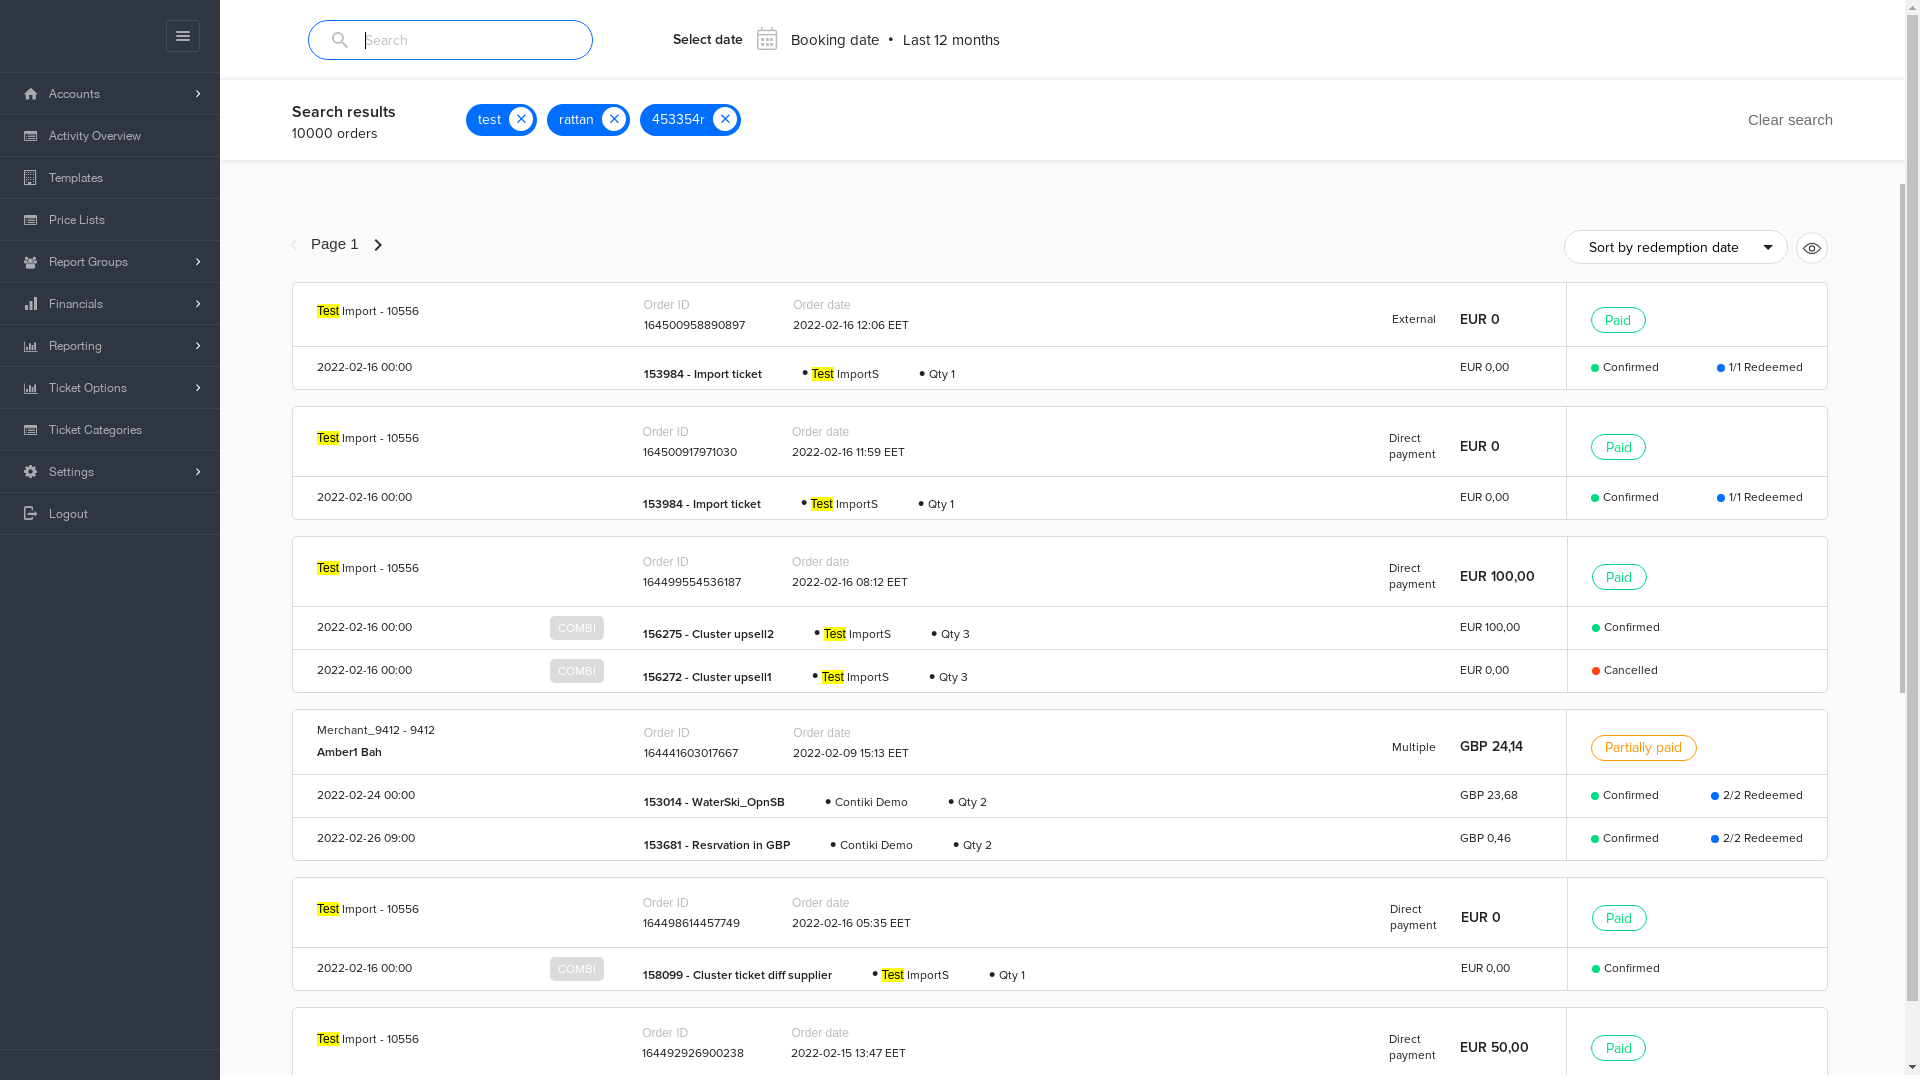 Search
Select date
Booking date • Last 12 months
Accounts
Activity Overview
Templates
Price Lists
Report Groups
Financials
Reporting
Ticket Options
Ticket Categories
Settings
Logout
Search results
10000 orders
test
rattan
453354r
Clear search
Page 1
Sort by redemption date
Test Import - 10556
Order ID
164500958890897
Order date
2022-02-16 12:06 EET
External
EUR 0
Paid
2022-02-16 00:00
153984 - Import ticket
• Test ImportS
• Qty 1
EUR 0,00
Confirmed
1/1 Redeemed
Test Import - 10556
Order ID
164500917971030
Order date
2022-02-16 11:59 EET
Direct
payment
EUR 0
Paid
2022-02-16 00:00
153984 - Import ticket
• Test ImportS
• Qty 1
EUR 0,00
Confirmed
1/1 Redeemed
Test Import - 10556
Order ID
164499554536187
Order date
2022-02-16 08:12 EET
Direct
payment
EUR 100,00
Paid
2022-02-16 00:00
COMBI
156275 - Cluster upsell2
• Test ImportS
• Qty 3
EUR 100,00
Confirmed
2022-02-16 00:00
COMBI
156272 - Cluster upsell1
• Test ImportS
• Qty 3
EUR 0,00
Cancelled
Merchant_9412 - 9412
Amber1 Bah
Order ID
164441603017667
Order date
2022-02-09 15:13 EET
Multiple
GBP 24,14
Partially paid
2022-02-24 00:00
153014 - WaterSki_OpnSB
• Contiki Demo
• Qty 2
GBP 23,68
Confirmed
2/2 Redeemed
2022-02-26 09:00
153681 - Resrvation in GBP
• Contiki Demo
• Qty 2
GBP 0,46
Confirmed
2/2 Redeemed
Test Import - 10556
Order ID
164498614457749
Order date
2022-02-16 05:35 EET
Direct
payment
EUR 0
Paid
2022-02-16 00:00
COMBI
158099 - Cluster ticket diff supplier
• Test ImportS
• Qty 1
EUR 0,00
Confirmed
Test Import - 10556
Order ID
164492926900238
Order date
2022-02-15 13:47 EET
Direct
payment
EUR 50,00
Paid